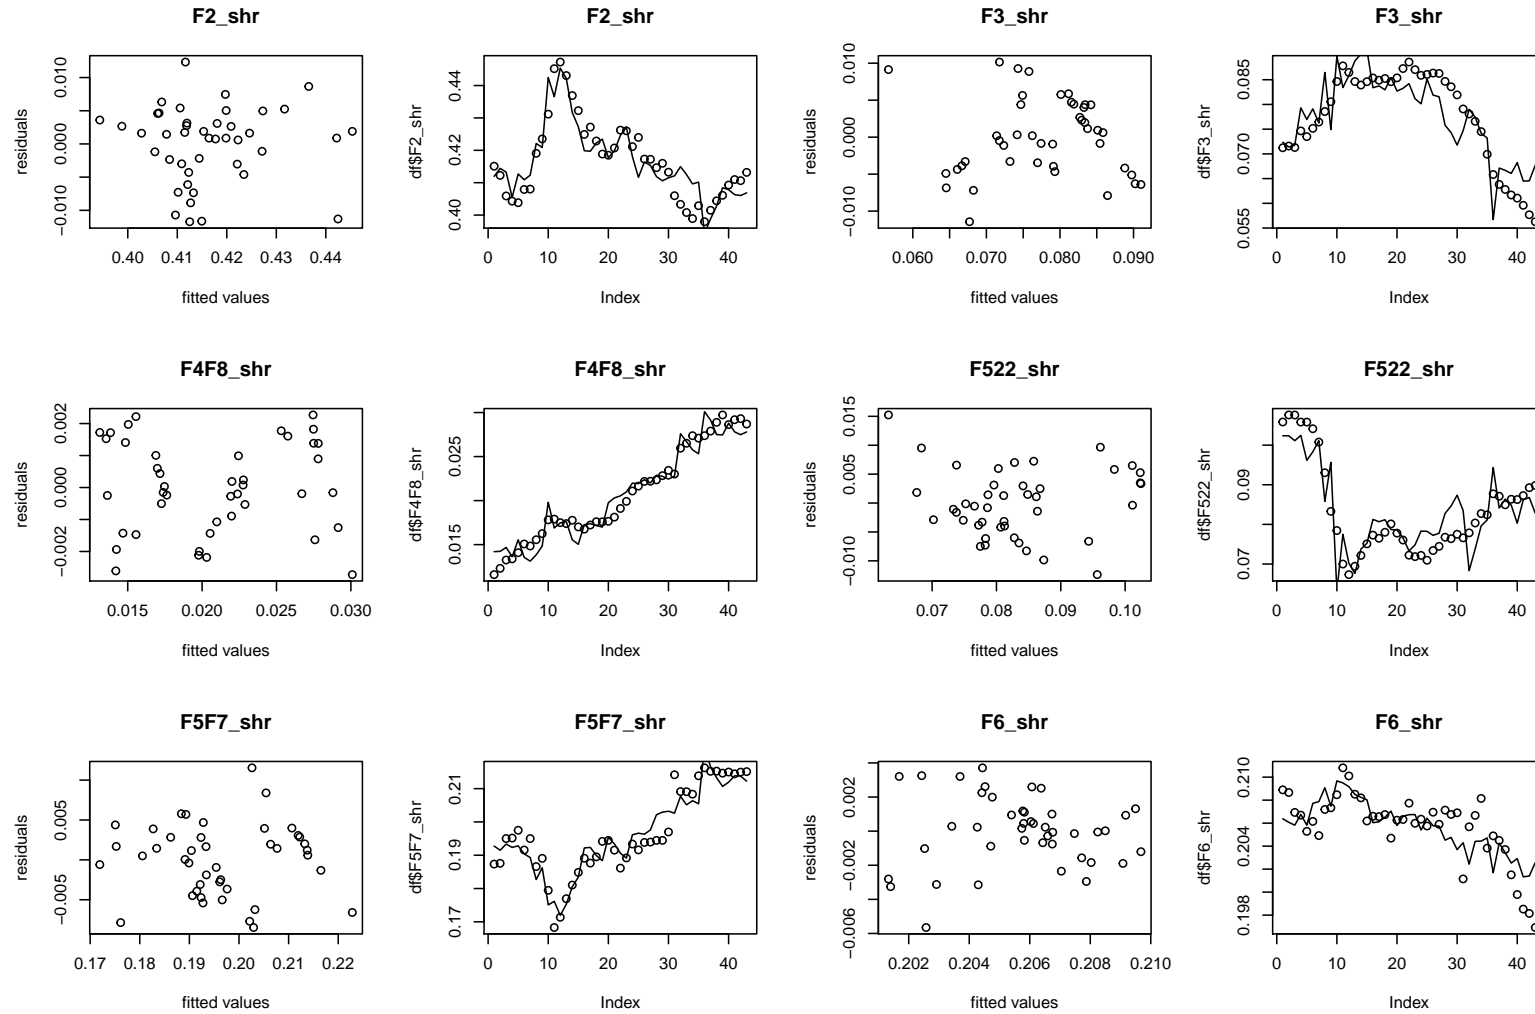 F2_shr
residuals
−0.010 0.000 0.010
0.40 0.41 0.42 0.43 0.44
fitted values
F2_shr
df$F2_shr
0.40 0.42 0.44
0 10 20 30 40
Index
F3_shr
residuals
−0.010 0.000 0.010
0.060 0.070 0.080 0.090
fitted values
F3_shr
df$F3_shr
0.055 0.070 0.085
0 10 20 30 40
Index
F4F8_shr
residuals
−0.002 0.000 0.002
0.015 0.020 0.025 0.030
fitted values
F4F8_shr
df$F4F8_shr
0.015 0.025
0 10 20 30 40
Index
F522_shr
residuals
−0.010 0.005 0.015
0.07 0.08 0.09 0.10
fitted values
F522_shr
df$F522_shr
0.07 0.09
0 10 20 30 40
Index
F5F7_shr
residuals
−0.005 0.005
0.17 0.18 0.19 0.20 0.21 0.22
fitted values
F5F7_shr
df$F5F7_shr
0.17 0.19 0.21
0 10 20 30 40
Index
F6_shr
residuals
−0.006 −0.002 0.002
0.202 0.204 0.206 0.208 0.210
fitted values
F6_shr
df$F6_shr
0.198 0.204 0.210
0 10 20 30 40
Index